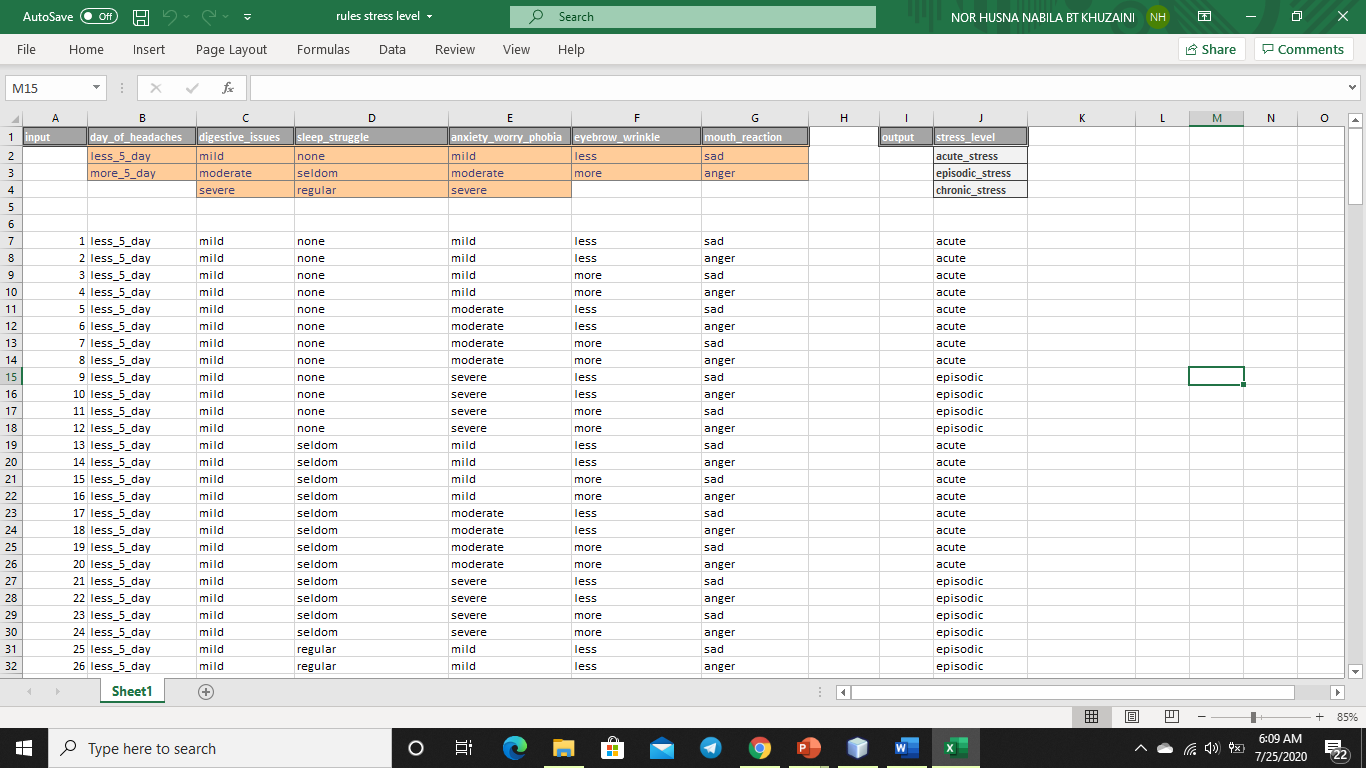 AutoSave Off rules stress level Search NOR HUSNA NABILA BT KHUZAINI NH
File Home Insert Page Layout Formulas Data Review View Help Share Comments
M15 fx
A B C D E F G H I J K L M N O
1 input day_of_headaches digestive_issues sleep_struggle anxiety_worry_phobia eyebrow_wrinkle mouth_reaction output stress_level
2 less_5_day mild none mild less sad acute_stress
3 more_5_day moderate seldom moderate more anger episodic_stress
4 severe regular severe chronic_stress
5
6
7 1 less_5_day mild none mild less sad acute
8 2 less_5_day mild none mild less anger acute
9 3 less_5_day mild none mild more sad acute
10 4 less_5_day mild none mild more anger acute
11 5 less_5_day mild none moderate less sad acute
12 6 less_5_day mild none moderate less anger acute
13 7 less_5_day mild none moderate more sad acute
14 8 less_5_day mild none moderate more anger acute
15 9 less_5_day mild none severe less sad episodic
16 10 less_5_day mild none severe less anger episodic
17 11 less_5_day mild none severe more sad episodic
18 12 less_5_day mild none severe more anger episodic
19 13 less_5_day mild seldom mild less sad acute
20 14 less_5_day mild seldom mild less anger acute
21 15 less_5_day mild seldom mild more sad acute
22 16 less_5_day mild seldom mild more anger acute
23 17 less_5_day mild seldom moderate less sad acute
24 18 less_5_day mild seldom moderate less anger acute
25 19 less_5_day mild seldom moderate more sad acute
26 20 less_5_day mild seldom moderate more anger acute
27 21 less_5_day mild seldom severe less sad episodic
28 22 less_5_day mild seldom severe less anger episodic
29 23 less_5_day mild seldom severe more sad episodic
30 24 less_5_day mild seldom severe more anger episodic
31 25 less_5_day mild regular mild less sad episodic
32 26 less_5_day mild regular mild less anger episodic
Sheet1
85%
Type here to search P W X 6:09 AM
7/25/2020 22